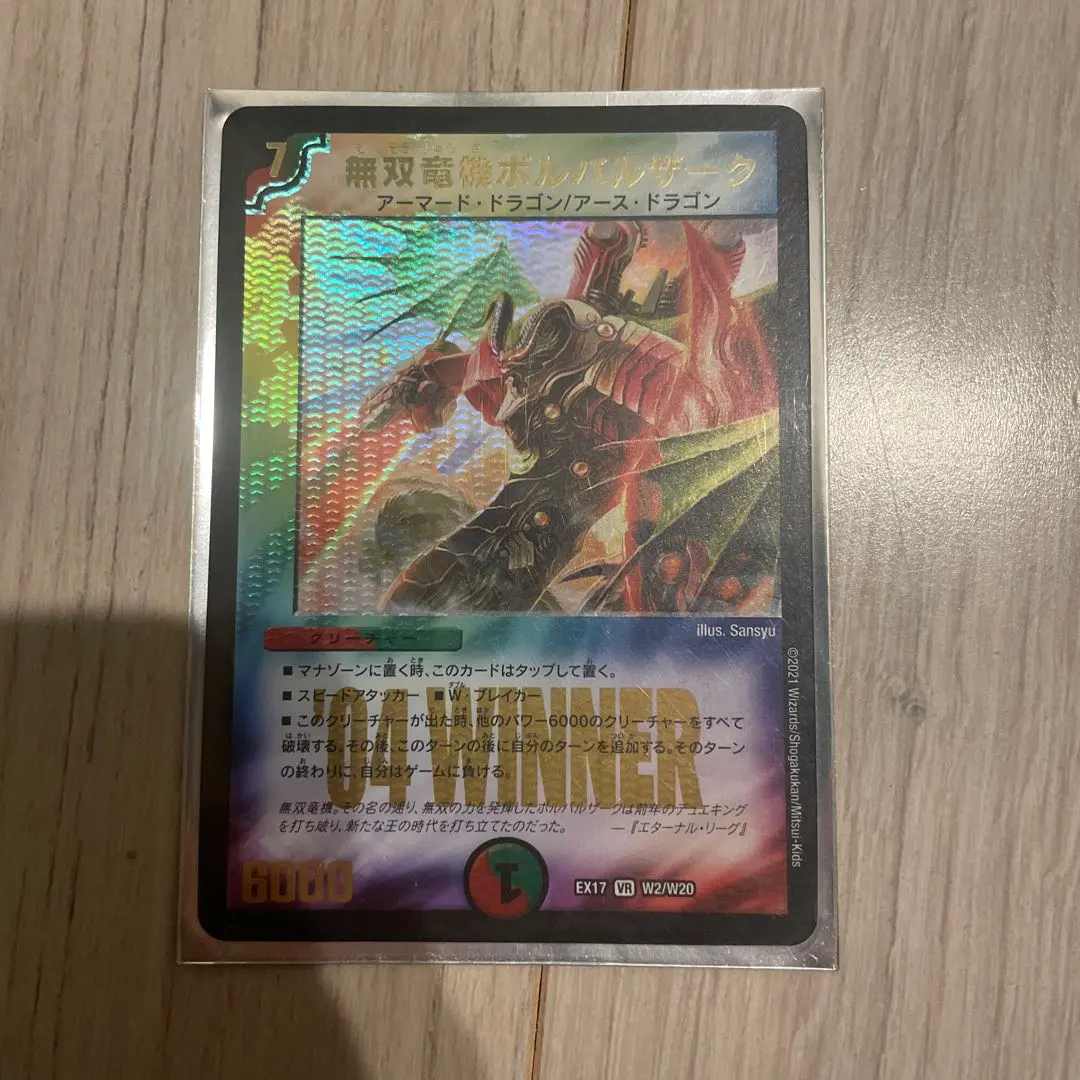 7
無双竜機ボルバルザーク
アーマード・ドラゴン/アース・ドラゴン
illus. Sansyu
クリーチャー
■ マナゾーンに置く時、このカードはタップして置く。
■ スピードアタッカー ■W・ブレイカー
■ このクリーチャーが出た時、他のパワー6000のクリーチャーをすべて
破壊する。その後、このターンの後に自分のターンを追加する。そのターン
の終わりに、自分はゲームに負ける。
'04 WINNER
無双竜機。その名の通り、無双の力を発揮したボルバルザークは前年のデュエキング
を打ち破り、新たな王の時代を打ち立てたのだった。 ―『エターナル・リーグ』
6000
1
EX17 VR W2/W20
©2021 Wizards/Shogakukan/Mitsui-Kids